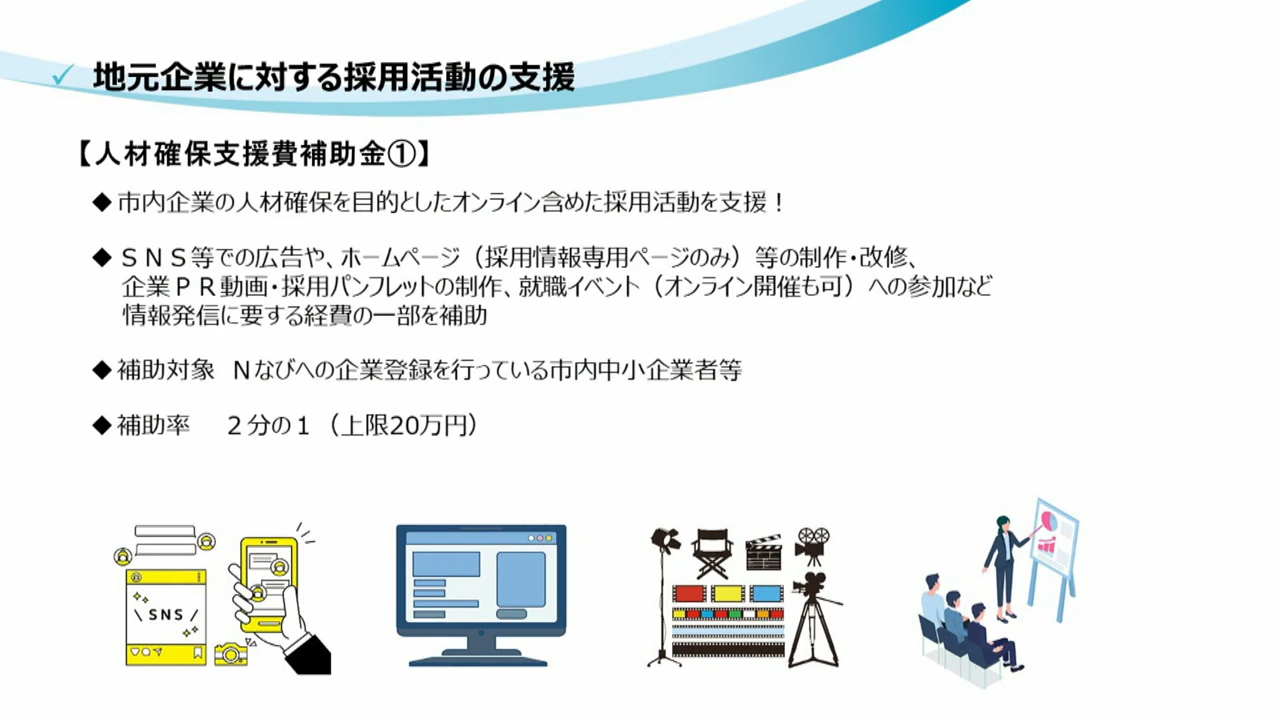 ✓ 地元企業に対する採用活動の支援
【人材確保支援費補助金①】
◆市内企業の人材確保を目的としたオンライン含めた採用活動を支援！
◆ＳＮＳ等での広告や、ホームページ（採用情報専用ページのみ）等の制作・改修、
企業ＰＲ動画・採用パンフレットの制作、就職イベント（オンライン開催も可）への参加など
情報発信に要する経費の一部を補助
◆補助対象　Ｎなびへの企業登録を行っている市内中小企業者等
◆補助率　２分の１（上限20万円）
\ SNS /